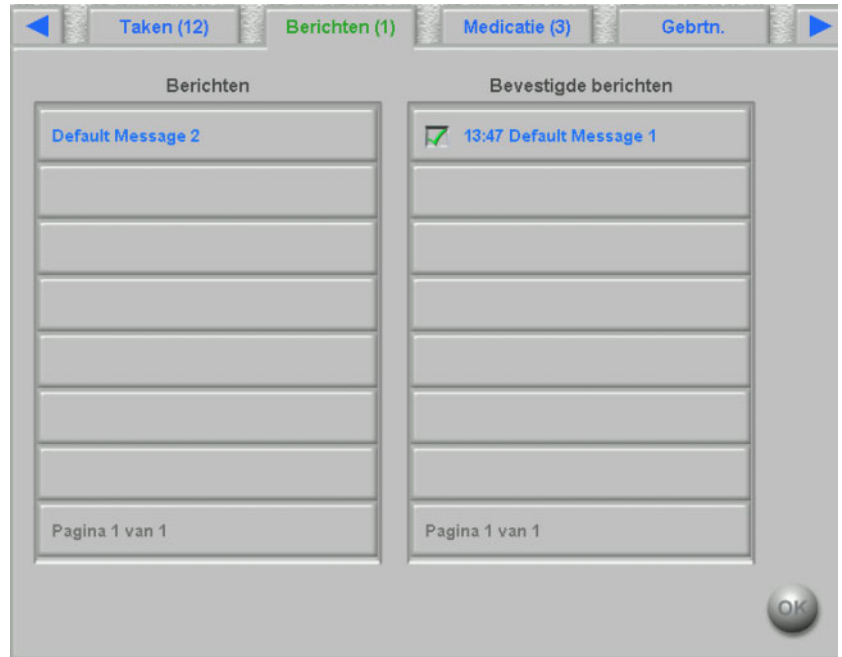 Taken (12)
Berichten (1)
Medicatie (3)
Gebrtn.
Berichten
Bevestigde berichten
Default Message 2
13:47 Default Message 1
Pagina 1 van 1
Pagina 1 van 1
OK